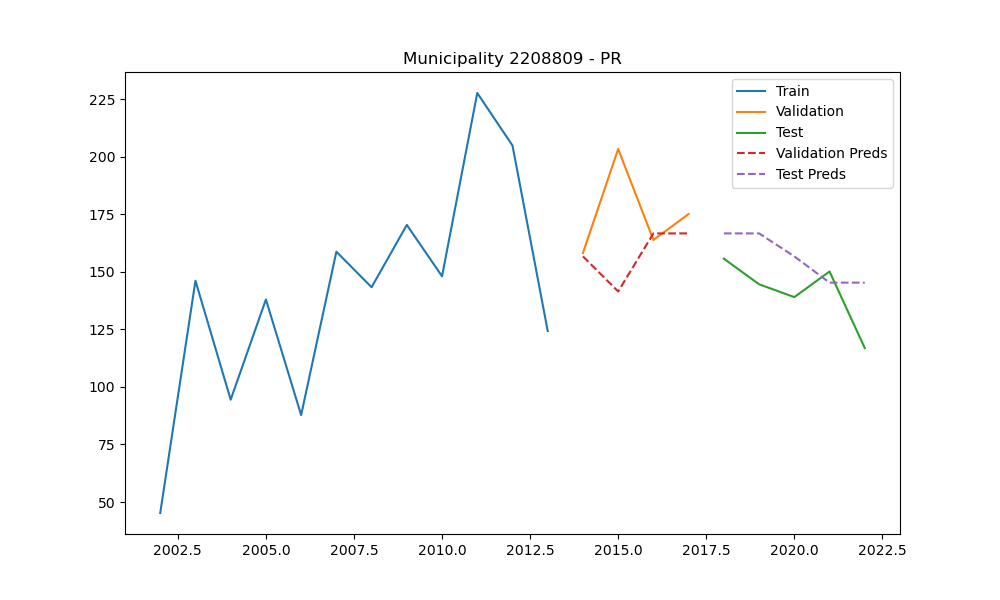 Municipality 2208809 - PR
Train
Validation
Test
Validation Preds
Test Preds
225
200
175
150
125
100
75
50
2002.5 2005.0 2007.5 2010.0 2012.5 2015.0 2017.5 2020.0 2022.5